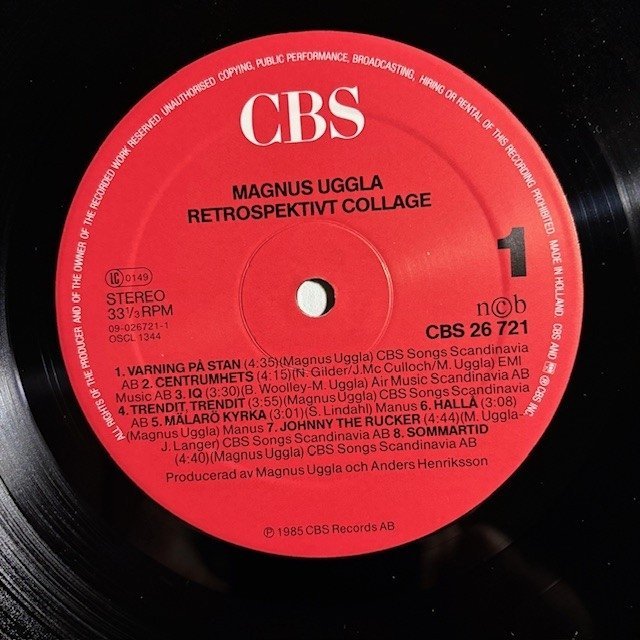 ALL RIGHTS OF THE PRODUCER AND OF THE OWNER OF THE RECORDED WORK RESERVED. UNAUTHORISED COPYING, PUBLIC PERFORMANCE, BROADCASTING, HIRING OR RENTAL OF THIS RECORDING PROHIBITED. MADE IN HOLLAND. CBS AND ℗ CBS INC.
CBS
MAGNUS UGGLA
RETROSPEKTIVT COLLAGE
1
LC 0149
STEREO
33⅓ RPM
09-026721-1
OSCL 1344
n©b
CBS 26 721
1. VARNING PÅ STAN (4:35)(Magnus Uggla) CBS Songs Scandinavia
AB 2. CENTRUMHETS (4:15)(N. Gilder/J.Mc Culloch/M. Uggla) EMI
Music AB 3. IQ (3:30)(B. Woolley-M. Uggla) Air Music Scandinavia AB
4. TRENDIT, TRENDIT (3:55)(Magnus Uggla) CBS Songs Scandinavia
AB 5. MÄLARÖ KYRKA (3:01)(S. Lindahl) Manus 6. HALLÅ (3:08)
(Magnus Uggla) Manus 7. JOHNNY THE RUCKER (4:44)(M. Uggla-
J. Langer) CBS Songs Scandinavia AB 8. SOMMARTID
(4:40)(Magnus Uggla) CBS Songs Scandinavia AB
Producerad av Magnus Uggla och Anders Henriksson
℗ 1985 CBS Records AB